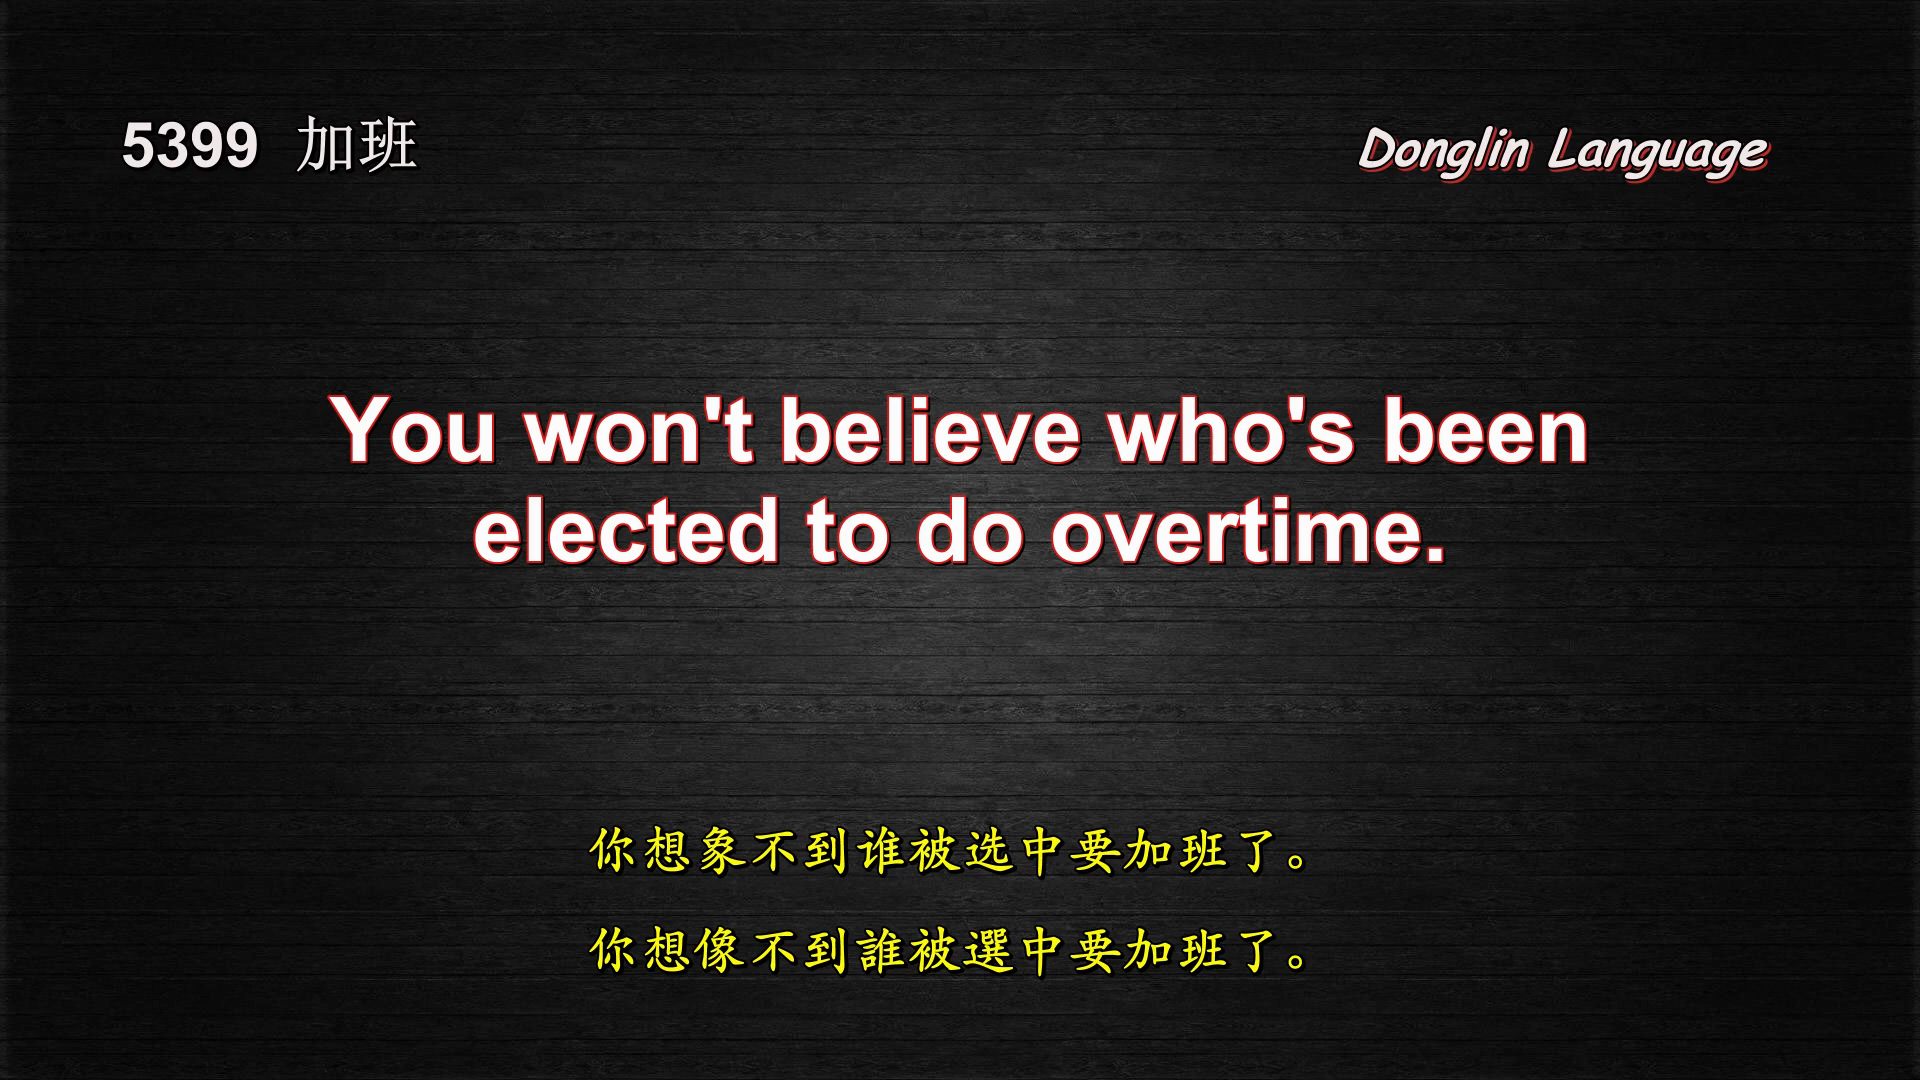 5399 加班
Donglin Language
You won't believe who's been
elected to do overtime.
你想象不到谁被选中要加班了。
你想像不到誰被選中要加班了。